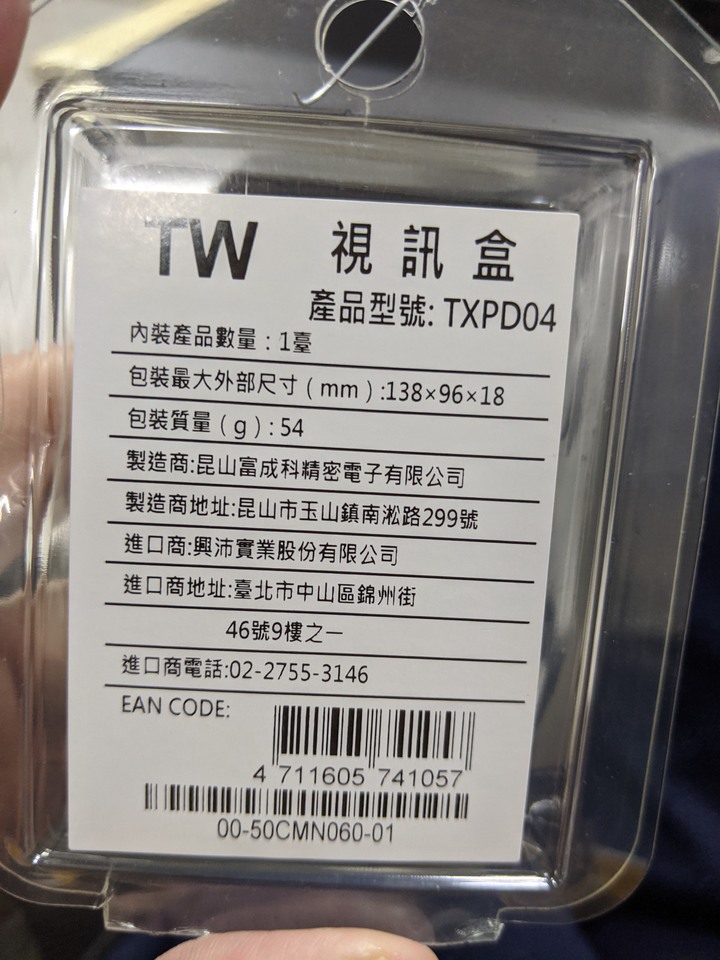 TW 視訊盒
產品型號: TXPD04
內裝產品數量：1臺
包裝最大外部尺寸（mm）:138×96×18
包裝質量（g）: 54
製造商:昆山富成科精密電子有限公司
製造商地址:昆山市玉山鎮南淞路299號
進口商:興沛實業股份有限公司
進口商地址:臺北市中山區錦州街
46號9樓之一
進口商電話:02-2755-3146
EAN CODE:
4 711605 741057
00-50CMN060-01